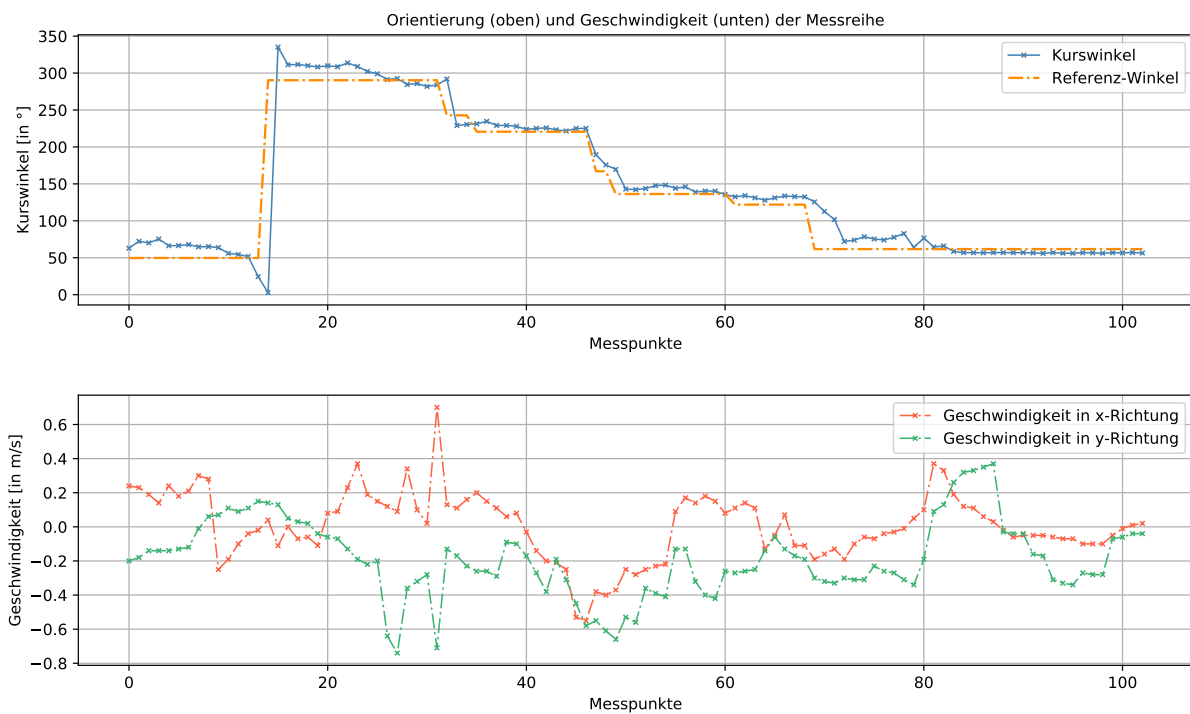 Orientierung (oben) und Geschwindigkeit (unten) der Messreihe
350
300
250
200
150
100
50
0
Kurswinkel [in °]
Kurswinkel
Referenz-Winkel
0 20 40 60 80 100
Messpunkte
0.6
0.4
0.2
0.0
−0.2
−0.4
−0.6
−0.8
Geschwindigkeit [in m/s]
Geschwindigkeit in x-Richtung
Geschwindigkeit in y-Richtung
0 20 40 60 80 100
Messpunkte